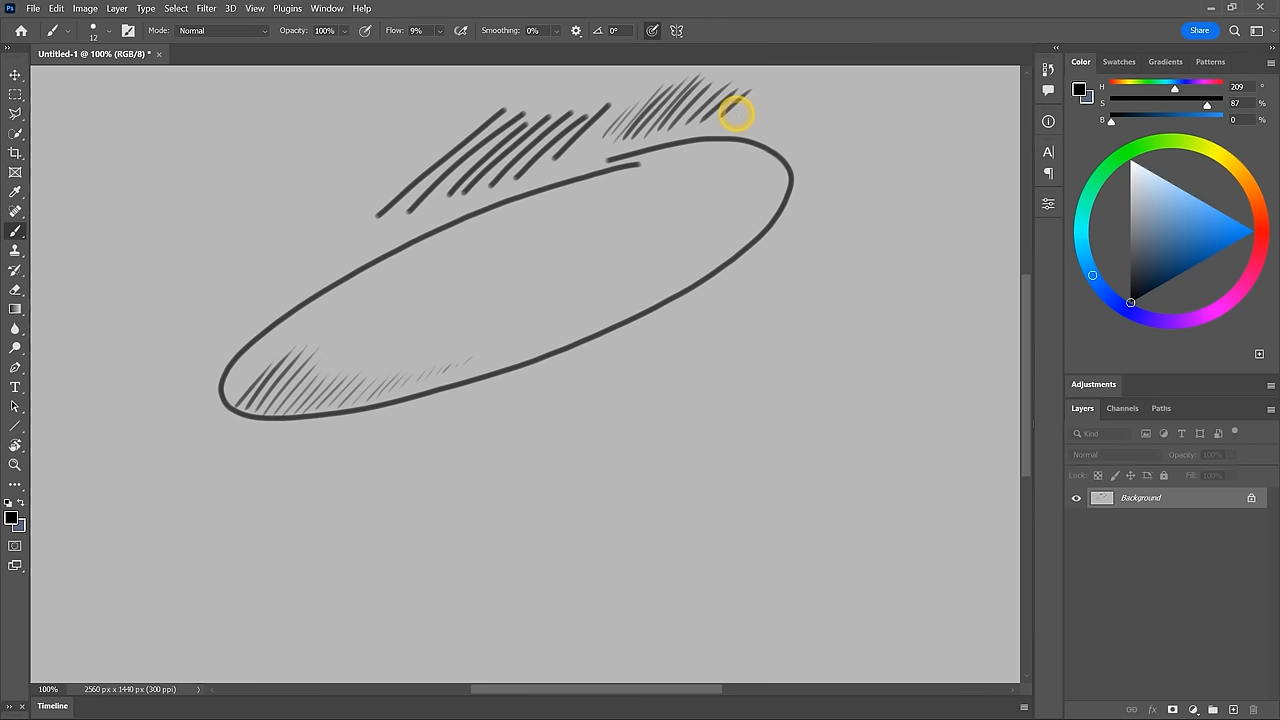 Ps File Edit Image Layer Type Select Filter 3D View Plugins Window Help
12 Mode: Normal Opacity: 100% Flow: 9% Smoothing: 0% 0° Share
Untitled-1 @ 100% (RGB/8) * ×
Color Swatches Gradients Patterns
H 209 °
S 87 %
B 0 %
Adjustments
Layers Channels Paths
Kind
Normal Opacity: 100%
Lock: Fill: 100%
Background
100% 2560 px x 1440 px (300 ppi)
Timeline